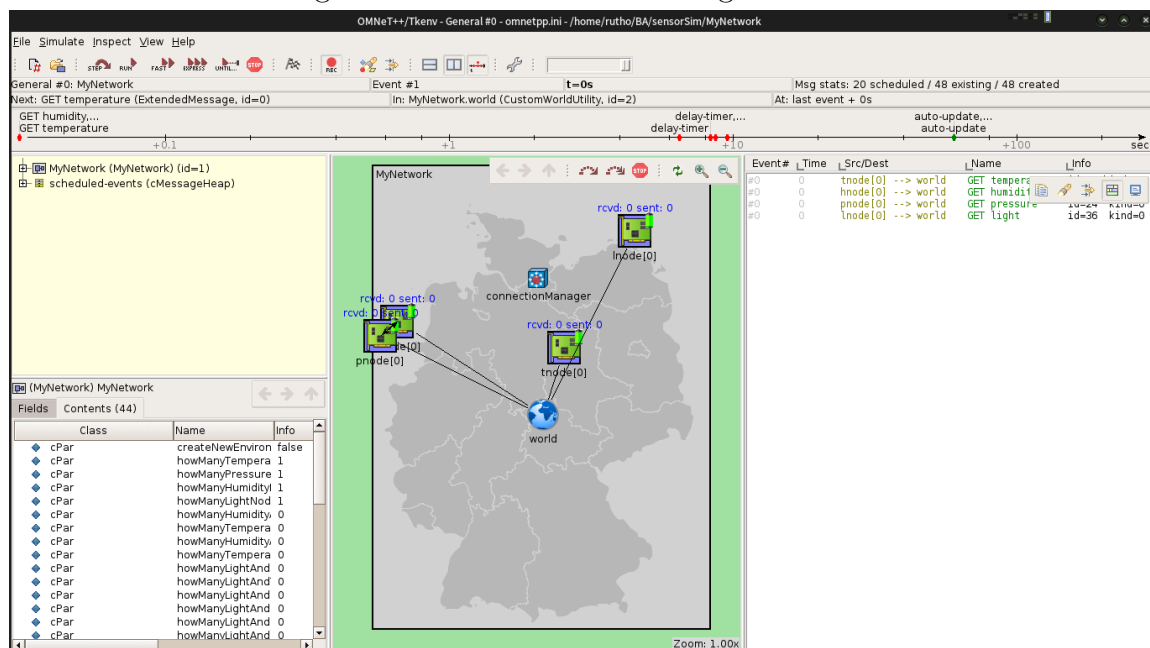 OMNeT++/Tkenv - General #0 - omnetpp.ini - /home/rutho/BA/sensorSim/MyNetwork
File Simulate Inspect View Help
STEP RUN FAST EXPRESS UNTIL... STOP REC
General #0: MyNetwork Event #1 t=0s Msg stats: 20 scheduled / 48 existing / 48 created
Next: GET temperature (ExtendedMessage, id=0) In: MyNetwork.world (CustomWorldUtility, id=2) At: last event + 0s
GET humidity,... delay-timer,... auto-update,...
GET temperature delay-timer auto-update
+0.1 +1 +10 +100 sec
MyNetwork (MyNetwork) (id=1)
scheduled-events (cMessageHeap)
MyNetwork
STOP
rcvd: 0 sent: 0
lnode[0]
connectionManager
rcvd: 0 sent: 0
rcvd: 0 sent: 0
de[0]
pnode[0]
rcvd: 0 sent: 0
tnode[0]
world
Zoom: 1.00x
Event# Time Src/Dest Name Info
#0 0 tnode[0] --> world GET tempera
#0 0 hnode[0] --> world GET humidit
#0 0 pnode[0] --> world GET pressure id=24 kind=0
#0 0 lnode[0] --> world GET light id=36 kind=0
(MyNetwork) MyNetwork
Fields Contents (44)
Class Name Info
cPar createNewEnviron false
cPar howManyTempera 1
cPar howManyPressure 1
cPar howManyHumidity 1
cPar howManyLightNod 1
cPar howManyHumidity 0
cPar howManyTempera 0
cPar howManyHumidity 0
cPar howManyTempera 0
cPar howManyLightAnd 0
cPar howManyLightAnd 0
cPar howManyLightAnd 0
cPar howManyLightAnd 0
cPar howManyLightAnd 0
cPar howManyLightAnd 0